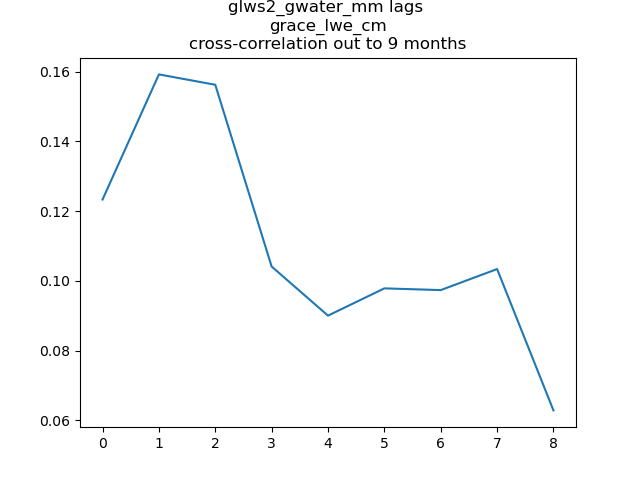 glws2_gwater_mm lags
grace_lwe_cm
cross-correlation out to 9 months
0.16
0.14
0.12
0.10
0.08
0.06
0 1 2 3 4 5 6 7 8